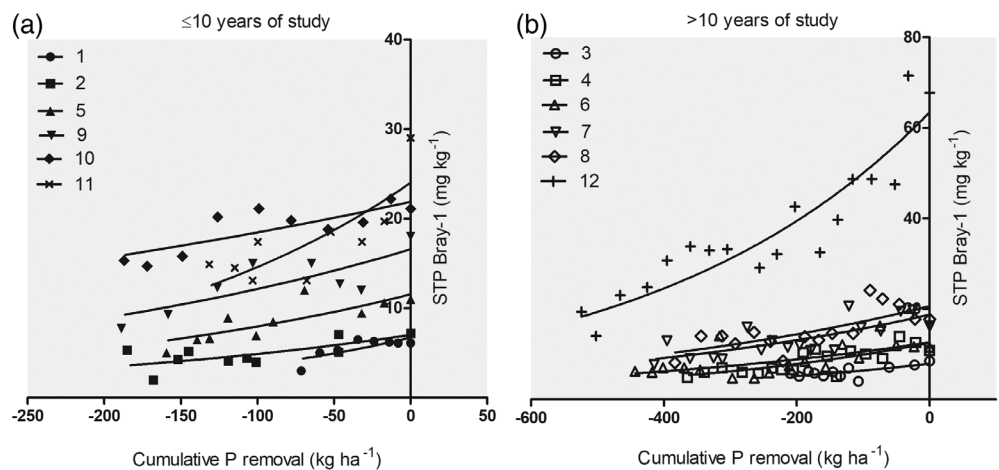 (a)
≤10 years of study
1
2
5
9
10
11
40
30
20
10
STP Bray-1 (mg kg⁻¹)
-250 -200 -150 -100 -50 0 50
Cumulative P removal (kg ha⁻¹)
(b)
>10 years of study
3
4
6
7
8
12
80
60
40
20
STP Bray-1 (mg kg⁻¹)
-600 -400 -200 0
Cumulative P removal (kg ha⁻¹)